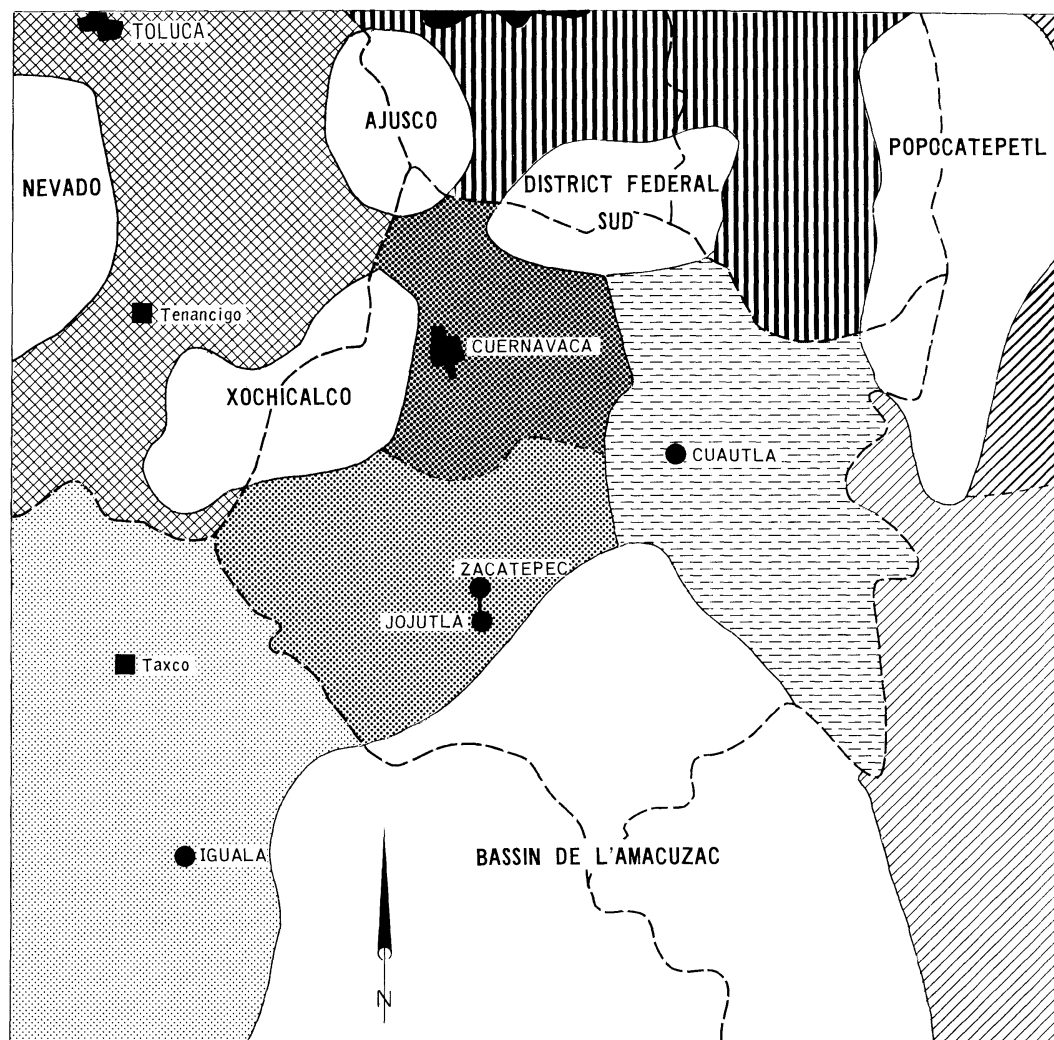 TOLUCA
AJUSCO
POPOCATEPETL
NEVADO
DISTRICT FEDERAL
SUD
Tenancigo
CUERNAVACA
XOCHICALCO
CUAUTLA
ZACATEPEC
JOJUTLA
Taxco
IGUALA
BASSIN DE L'AMACUZAC
N